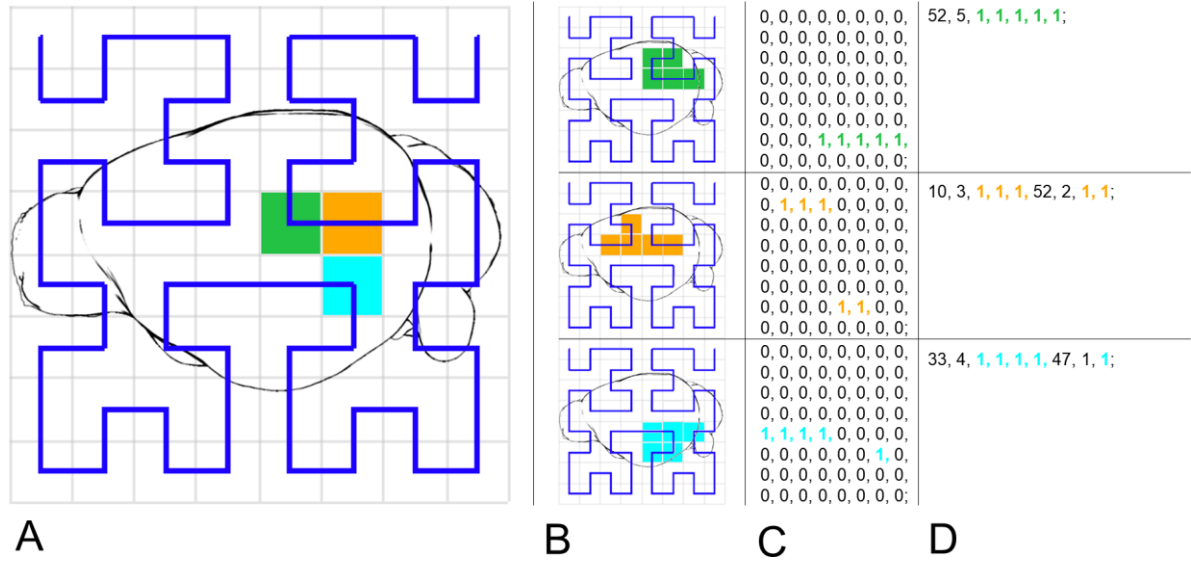 0, 0, 0, 0, 0, 0, 0, 0,
0, 0, 0, 0, 0, 0, 0, 0,
0, 0, 0, 0, 0, 0, 0, 0,
0, 0, 0, 0, 0, 0, 0, 0,
0, 0, 0, 0, 0, 0, 0, 0,
0, 0, 0, 0, 0, 0, 0, 0,
0, 0, 0, 1, 1, 1, 1, 1,
0, 0, 0, 0, 0, 0, 0, 0;
52, 5, 1, 1, 1, 1, 1;
0, 0, 0, 0, 0, 0, 0, 0,
0, 1, 1, 1, 0, 0, 0, 0,
0, 0, 0, 0, 0, 0, 0, 0,
0, 0, 0, 0, 0, 0, 0, 0,
0, 0, 0, 0, 0, 0, 0, 0,
0, 0, 0, 0, 0, 0, 0, 0,
0, 0, 0, 0, 1, 1, 0, 0,
0, 0, 0, 0, 0, 0, 0, 0;
10, 3, 1, 1, 1, 52, 2, 1, 1;
0, 0, 0, 0, 0, 0, 0, 0,
0, 0, 0, 0, 0, 0, 0, 0,
0, 0, 0, 0, 0, 0, 0, 0,
0, 0, 0, 0, 0, 0, 0, 0,
1, 1, 1, 1, 0, 0, 0, 0,
0, 0, 0, 0, 0, 0, 1, 0,
0, 0, 0, 0, 0, 0, 0, 0,
0, 0, 0, 0, 0, 0, 0, 0;
33, 4, 1, 1, 1, 1, 47, 1, 1;
A
B
C
D